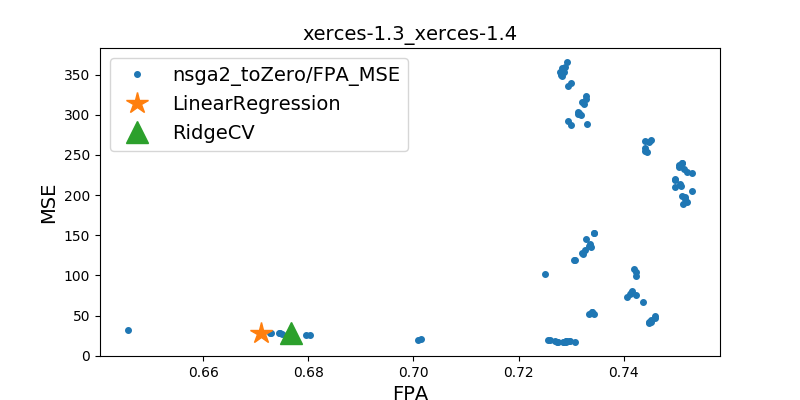 xerces-1.3_xerces-1.4
nsga2_toZero/FPA_MSE
LinearRegression
RidgeCV
MSE
350
300
250
200
150
100
50
0
0.66 0.68 0.70 0.72 0.74
FPA